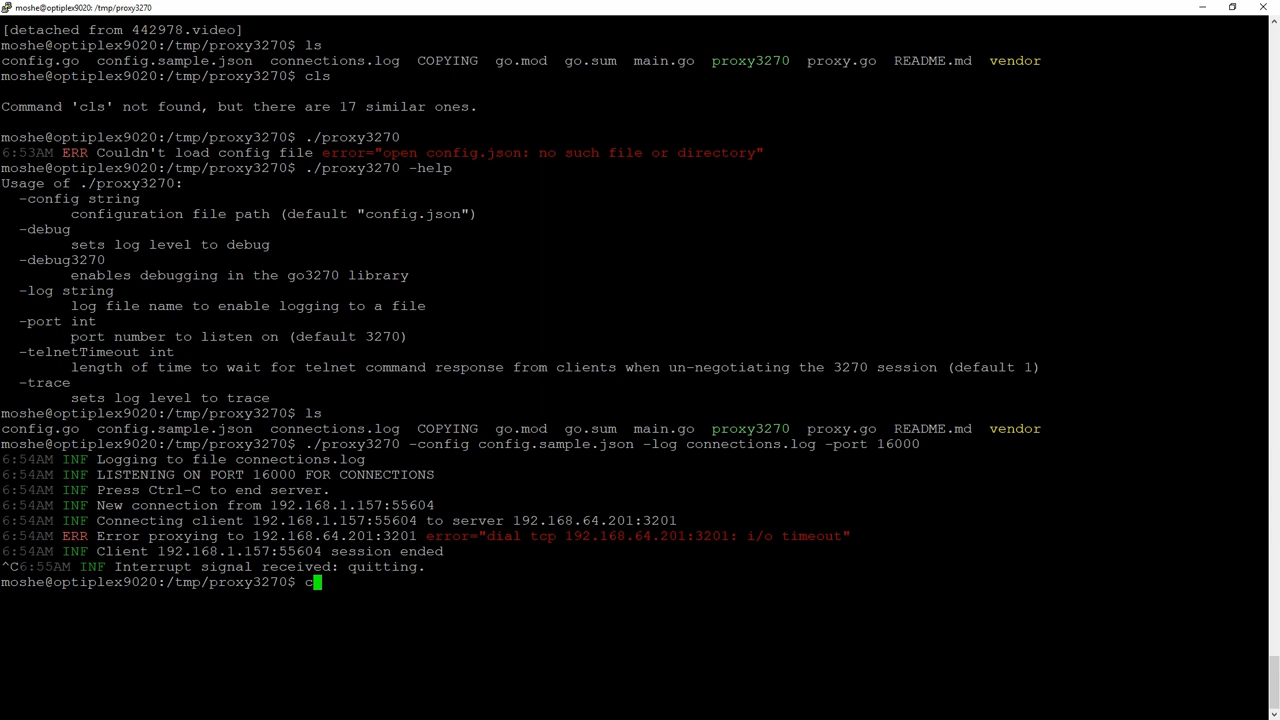 moshe@optiplex9020: /tmp/proxy3270
[detached from 442978.video]
moshe@optiplex9020:/tmp/proxy3270$ ls
config.go  config.sample.json  connections.log  COPYING  go.mod  go.sum  main.go  proxy3270  proxy.go  README.md  vendor
moshe@optiplex9020:/tmp/proxy3270$ cls
Command 'cls' not found, but there are 17 similar ones.
moshe@optiplex9020:/tmp/proxy3270$ ./proxy3270
6:53AM ERR Couldn't load config file error="open config.json: no such file or directory"
moshe@optiplex9020:/tmp/proxy3270$ ./proxy3270 -help
Usage of ./proxy3270:
  -config string
        configuration file path (default "config.json")
  -debug
        sets log level to debug
  -debug3270
        enables debugging in the go3270 library
  -log string
        log file name to enable logging to a file
  -port int
        port number to listen on (default 3270)
  -telnetTimeout int
        length of time to wait for telnet command response from clients when un-negotiating the 3270 session (default 1)
  -trace
        sets log level to trace
moshe@optiplex9020:/tmp/proxy3270$ ls
config.go  config.sample.json  connections.log  COPYING  go.mod  go.sum  main.go  proxy3270  proxy.go  README.md  vendor
moshe@optiplex9020:/tmp/proxy3270$ ./proxy3270 -config config.sample.json -log connections.log -port 16000
6:54AM INF Logging to file connections.log
6:54AM INF LISTENING ON PORT 16000 FOR CONNECTIONS
6:54AM INF Press Ctrl-C to end server.
6:54AM INF New connection from 192.168.1.157:55604
6:54AM INF Connecting client 192.168.1.157:55604 to server 192.168.64.201:3201
6:54AM ERR Error proxying to 192.168.64.201:3201 error="dial tcp 192.168.64.201:3201: i/o timeout"
6:54AM INF Client 192.168.1.157:55604 session ended
^C6:55AM INF Interrupt signal received: quitting.
moshe@optiplex9020:/tmp/proxy3270$ c